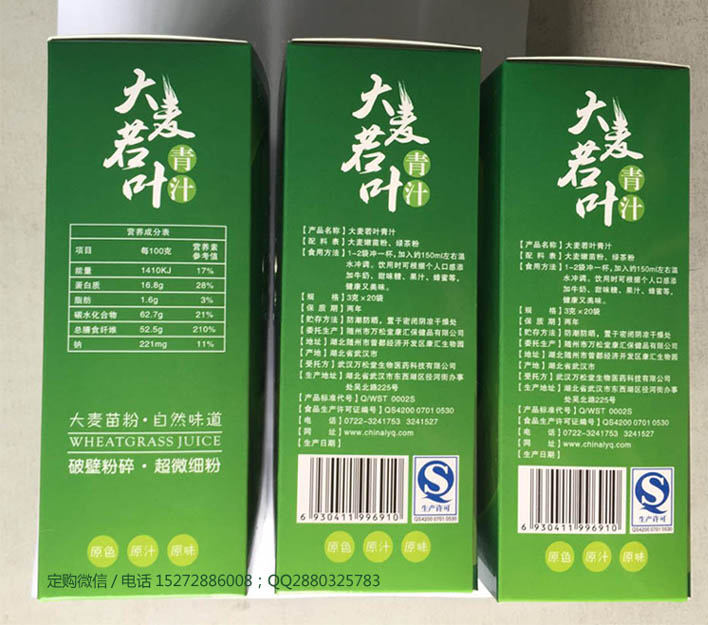 大麦若叶
青汁
营养成分表
项目 每100克 营养素参考值
能量 1410KJ 17%
蛋白质 16.8g 28%
脂肪 1.6g 3%
碳水化合物 62.7g 21%
总膳食纤维 52.5g 210%
钠 221mg 11%
大麦苗粉·自然味道
WHEATGRASS JUICE
破壁粉碎·超微细粉
原色 原汁 原味
大麦若叶
青汁
【产品名称】大麦若叶青汁
【配 料 表】大麦嫩苗粉、绿茶粉
【食用方法】1-2袋冲一杯,加入约150ml左右温
水冲调。饮用时可根据个人口感添
加牛奶、甜味糖、果汁、蜂蜜等,
健康又美味。
【规 格】3克×20袋
【保 质 期】两年
【贮存方法】防潮防晒，置于密闭阴凉干燥处
【委托生产】随州市万松堂康汇保健品有限公司
【地址】湖北随州市曾都经济开发区康汇生物园
【产 地】湖北省武汉市
【受托方】武汉万松堂生物医药科技有限公司
【生产地址】湖北省武汉市东西湖区径河街办事
处吴北路225号
【产品标准代号】Q/WST 0002S
【食品生产许可证编号】QS4200 0701 0530
【电 话】0722-3241753 3241527
【网 址】www.chinalyq.com
【生产日期】
6 930411 996910
生产许可
QS4200 0701 0530
原色 原汁 原味
大麦若叶
青汁
【产品名称】大麦若叶青汁
【配 料 表】大麦嫩苗粉、绿茶粉
【食用方法】1-2袋冲一杯,加入约150ml左右温
水冲调。饮用时可根据个人口感添
加牛奶、甜味糖、果汁、蜂蜜等,
健康又美味。
【规 格】3克×20袋
【保 质 期】两年
【贮存方法】防潮防晒，置于密闭阴凉干燥处
【委托生产】随州市万松堂康汇保健品有限公司
【地址】湖北随州市曾都经济开发区康汇生物园
【产 地】湖北省武汉市
【受托方】武汉万松堂生物医药科技有限公司
【生产地址】湖北省武汉市东西湖区径河街办事
处吴北路225号
【产品标准代号】Q/WST 0002S
【食品生产许可证编号】QS4200 0701 0530
【电 话】0722-3241753 3241527
【网 址】www.chinalyq.com
【生产日期】
6 930411 996910
生产许可
QS4200 0701 0530
原色 原汁 原味
定购微信 / 电话 15272886008；QQ2880325783